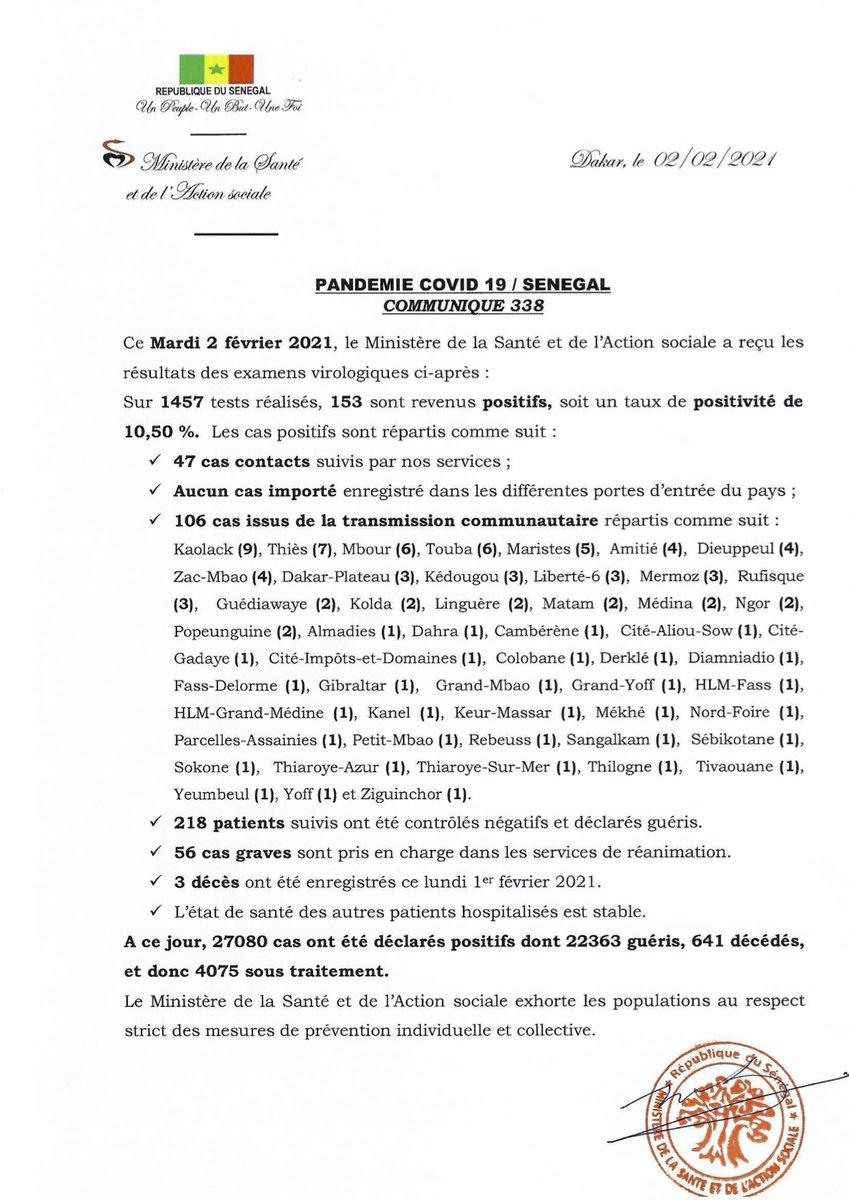 REPUBLIQUE DU SENEGAL
Un Peuple - Un But - Une Foi
Ministère de la Santé
et de l'Action sociale
Dakar, le 02/02/2021
PANDEMIE COVID 19 / SENEGAL
COMMUNIQUE 338
Ce Mardi 2 février 2021, le Ministère de la Santé et de l'Action sociale a reçu les
résultats des examens virologiques ci-après :
Sur 1457 tests réalisés, 153 sont revenus positifs, soit un taux de positivité de
10,50 %. Les cas positifs sont répartis comme suit :
✓ 47 cas contacts suivis par nos services ;
✓ Aucun cas importé enregistré dans les différentes portes d'entrée du pays ;
✓ 106 cas issus de la transmission communautaire répartis comme suit :
Kaolack (9), Thiès (7), Mbour (6), Touba (6), Maristes (5), Amitié (4), Dieuppeul (4),
Zac-Mbao (4), Dakar-Plateau (3), Kédougou (3), Liberté-6 (3), Mermoz (3), Rufisque
(3), Guédiawaye (2), Kolda (2), Linguère (2), Matam (2), Médina (2), Ngor (2),
Popeunguine (2), Almadies (1), Dahra (1), Cambérène (1), Cité-Aliou-Sow (1), Cité-
Gadaye (1), Cité-Impôts-et-Domaines (1), Colobane (1), Derklé (1), Diamniadio (1),
Fass-Delorme (1), Gibraltar (1), Grand-Mbao (1), Grand-Yoff (1), HLM-Fass (1),
HLM-Grand-Médine (1), Kanel (1), Keur-Massar (1), Mékhé (1), Nord-Foire (1),
Parcelles-Assainies (1), Petit-Mbao (1), Rebeuss (1), Sangalkam (1), Sébikotane (1),
Sokone (1), Thiaroye-Azur (1), Thiaroye-Sur-Mer (1), Thilogne (1), Tivaouane (1),
Yeumbeul (1), Yoff (1) et Ziguinchor (1).
✓ 218 patients suivis ont été contrôlés négatifs et déclarés guéris.
✓ 56 cas graves sont pris en charge dans les services de réanimation.
✓ 3 décès ont été enregistrés ce lundi 1er février 2021.
✓ L'état de santé des autres patients hospitalisés est stable.
A ce jour, 27080 cas ont été déclarés positifs dont 22363 guéris, 641 décédés,
et donc 4075 sous traitement.
Le Ministère de la Santé et de l'Action sociale exhorte les populations au respect
strict des mesures de prévention individuelle et collective.
République du Sénégal
MINISTERE DE LA SANTE ET DE L'ACTION SOCIALE